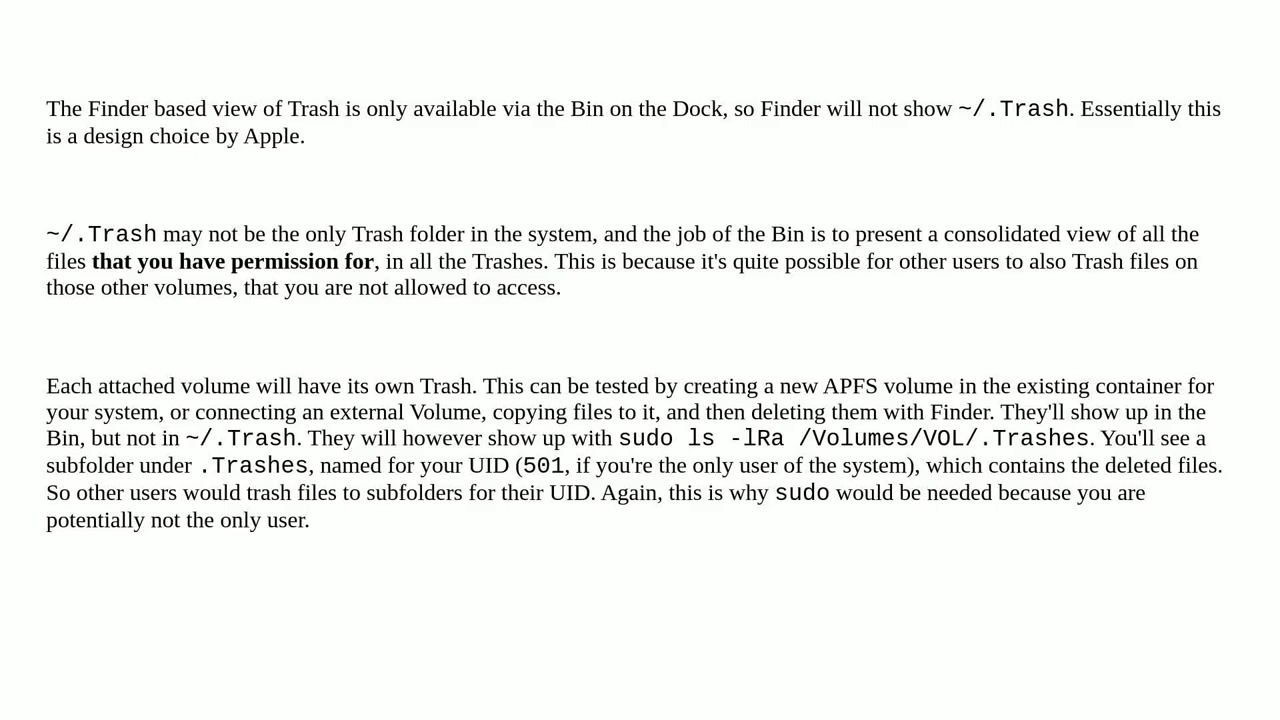 The Finder based view of Trash is only available via the Bin on the Dock, so Finder will not show ~/.Trash. Essentially this
is a design choice by Apple.
~/.Trash may not be the only Trash folder in the system, and the job of the Bin is to present a consolidated view of all the
files that you have permission for, in all the Trashes. This is because it's quite possible for other users to also Trash files on
those other volumes, that you are not allowed to access.
Each attached volume will have its own Trash. This can be tested by creating a new APFS volume in the existing container for
your system, or connecting an external Volume, copying files to it, and then deleting them with Finder. They'll show up in the
Bin, but not in ~/.Trash. They will however show up with sudo ls -lRa /Volumes/VOL/.Trashes. You'll see a
subfolder under .Trashes, named for your UID (501, if you're the only user of the system), which contains the deleted files.
So other users would trash files to subfolders for their UID. Again, this is why sudo would be needed because you are
potentially not the only user.